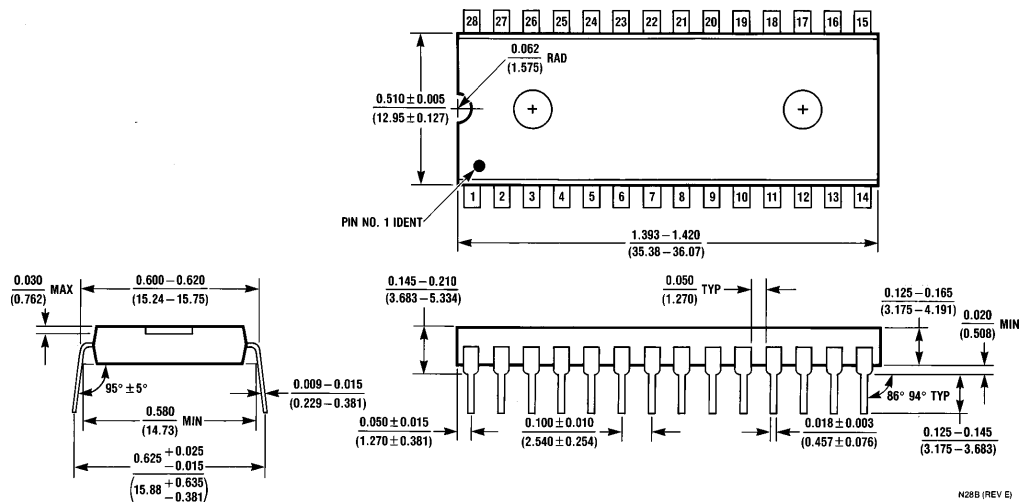 28 27 26 25 24 23 22 21 20 19 18 17 16 15
0.062
(1.575)
RAD
0.510 ± 0.005
(12.95 ± 0.127)
PIN NO. 1 IDENT
1 2 3 4 5 6 7 8 9 10 11 12 13 14
1.393 – 1.420
(35.38 – 36.07)
0.030
(0.762)
MAX
0.600 – 0.620
(15.24 – 15.75)
95° ± 5°
0.009 – 0.015
(0.229 – 0.381)
0.580
(14.73)
MIN
0.625 + 0.025
– 0.015
(15.88 + 0.635
– 0.381)
0.145 – 0.210
(3.683 – 5.334)
0.050
(1.270)
TYP
0.125 – 0.165
(3.175 – 4.191)
0.020
(0.508)
MIN
86° 94° TYP
0.050 ± 0.015
(1.270 ± 0.381)
0.100 ± 0.010
(2.540 ± 0.254)
0.018 ± 0.003
(0.457 ± 0.076)
0.125 – 0.145
(3.175 – 3.683)
N28B (REV E)